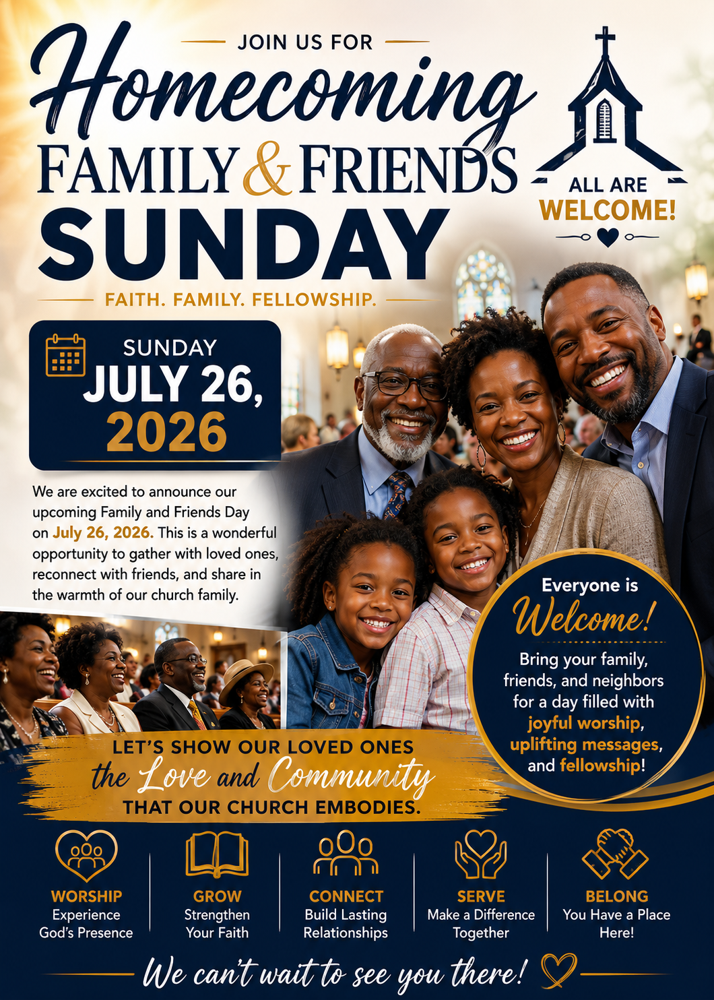 JOIN US FOR
Homecoming
FAMILY & FRIENDS
SUNDAY
FAITH. FAMILY. FELLOWSHIP.
ALL ARE
WELCOME!
SUNDAY
JULY 26,
2026
We are excited to announce our
upcoming Family and Friends Day
on July 26, 2026. This is a wonderful
opportunity to gather with loved ones,
reconnect with friends, and share in
the warmth of our church family.
Everyone is
Welcome!
Bring your family,
friends, and neighbors
for a day filled with
joyful worship,
uplifting messages,
and fellowship!
LET'S SHOW OUR LOVED ONES
the Love and Community
THAT OUR CHURCH EMBODIES.
WORSHIP
Experience
God's Presence
GROW
Strengthen
Your Faith
CONNECT
Build Lasting
Relationships
SERVE
Make a Difference
Together
BELONG
You Have a Place
Here!
We can't wait to see you there!